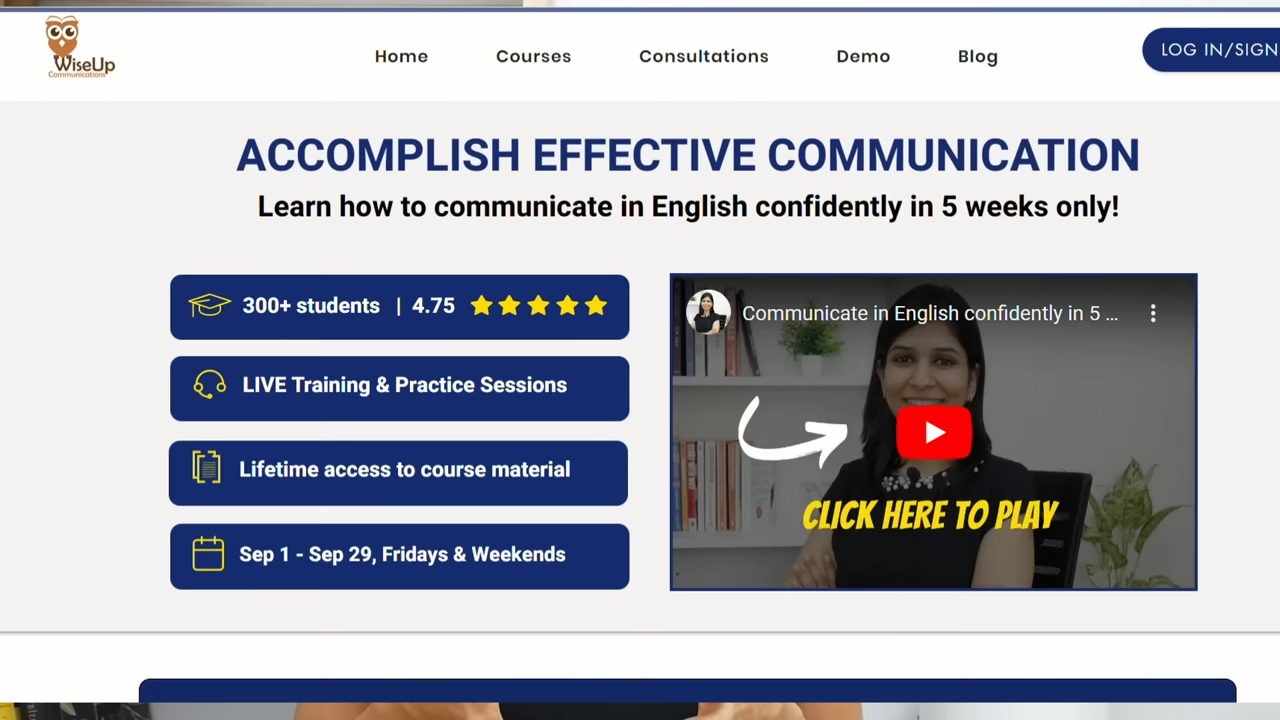 WiseUp
Communications
Home
Courses
Consultations
Demo
Blog
LOG IN/SIGN
ACCOMPLISH EFFECTIVE COMMUNICATION
Learn how to communicate in English confidently in 5 weeks only!
300+ students | 4.75
LIVE Training & Practice Sessions
Lifetime access to course material
Sep 1 - Sep 29, Fridays & Weekends
Communicate in English confidently in 5 ...
CLICK HERE TO PLAY